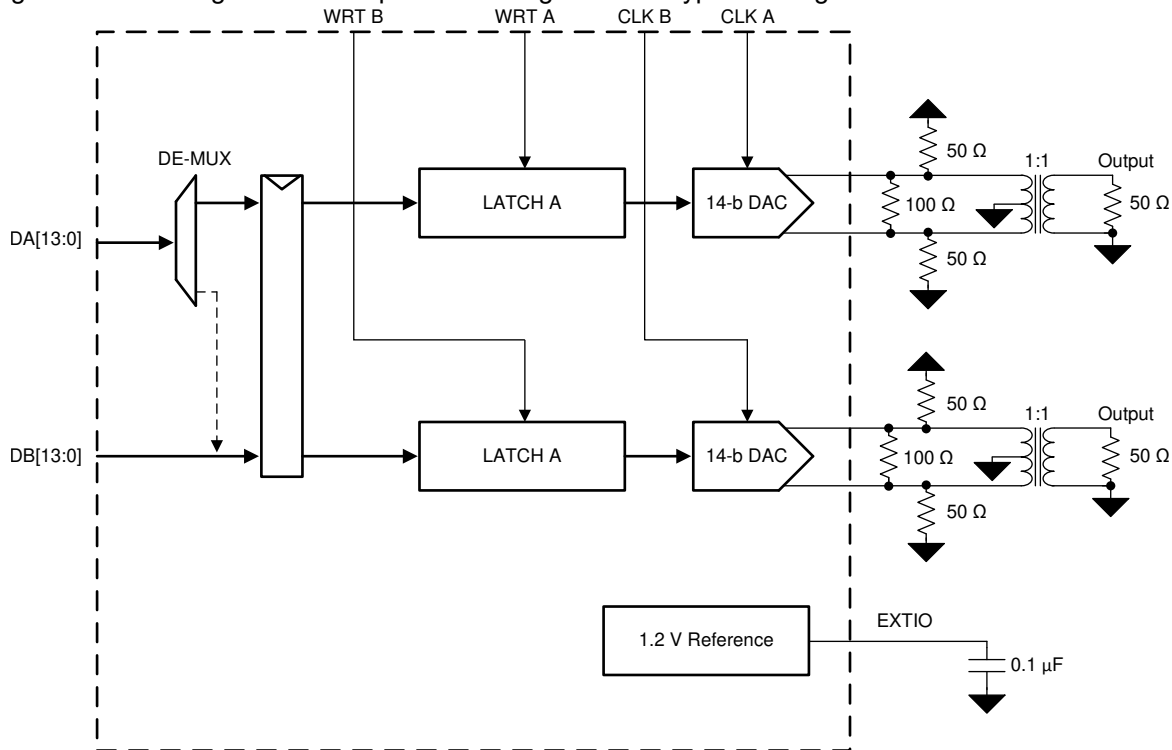 WRT B
WRT A
CLK B
CLK A
DE-MUX
50 Ω
1:1
Output
LATCH A
14-b DAC
100 Ω
50 Ω
DA[13:0]
50 Ω
50 Ω
1:1
Output
DB[13:0]
LATCH A
14-b DAC
100 Ω
50 Ω
50 Ω
EXTIO
1.2 V Reference
0.1 µF